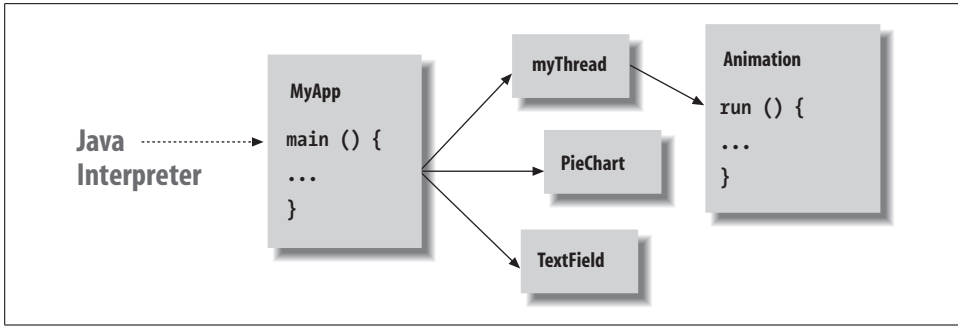 Java
Interpreter
MyApp
main () {
...
}
myThread
PieChart
TextField
Animation
run () {
...
}